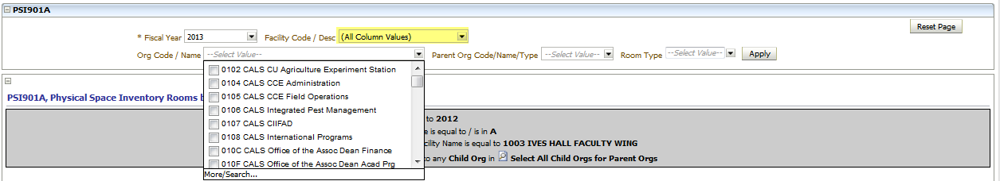 PSI901A
Reset Page
* Fiscal Year 2013 Facility Code / Desc (All Column Values)
Org Code / Name --Select Value-- Parent Org Code/Name/Type --Select Value-- Room Type --Select Value-- Apply
0102 CALS CU Agriculture Experiment Station
0104 CALS CCE Administration
0105 CALS CCE Field Operations
0106 CALS Integrated Pest Management
0107 CALS CIIFAD
0108 CALS International Programs
010C CALS Office of the Assoc Dean Finance
010F CALS Office of the Assoc Dean Acad Prg
More/Search...
PSI901A, Physical Space Inventory Rooms
to 2012
e is equal to / is in A
cility Name is equal to 1003 IVES HALL FACULTY WING
to any Child Org in Select All Child Orgs for Parent Orgs